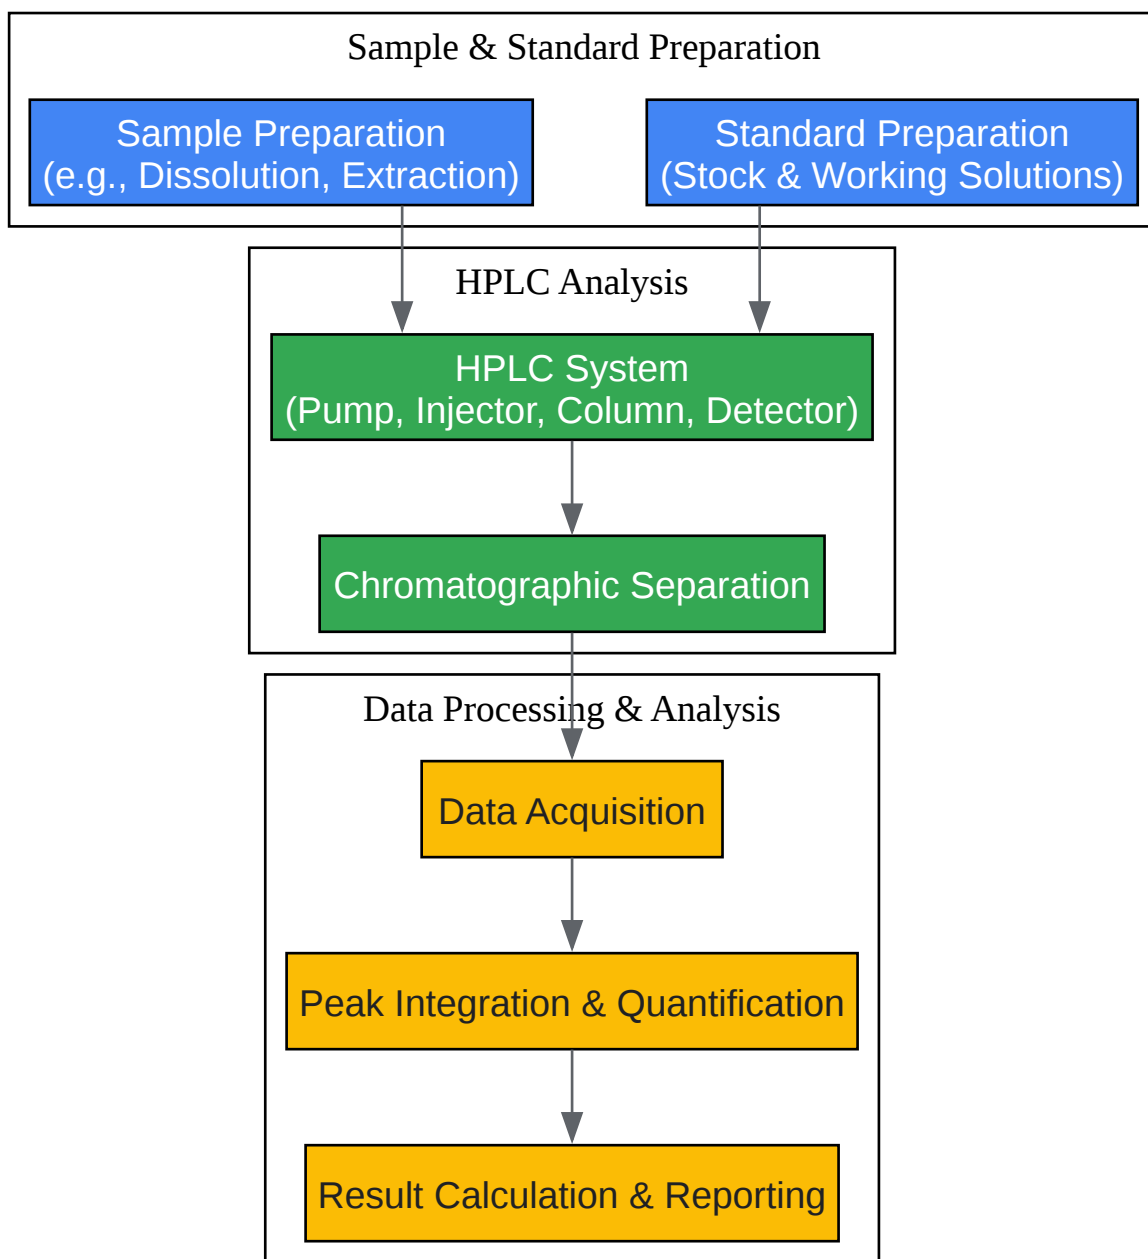 Sample & Standard Preparation
Sample Preparation
(e.g., Dissolution, Extraction)
Standard Preparation
(Stock & Working Solutions)
HPLC Analysis
HPLC System
(Pump, Injector, Column, Detector)
Chromatographic Separation
Data Processing & Analysis
Data Acquisition
Peak Integration & Quantification
Result Calculation & Reporting